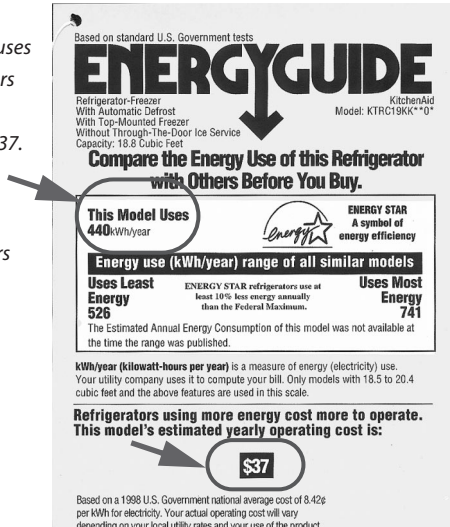 uses
rs
37.
rs
Based on standard U.S. Government tests
ENERGYGUIDE
Refrigerator-Freezer
With Automatic Defrost
With Top-Mounted Freezer
Without Through-The-Door Ice Service
Capacity: 18.8 Cubic Feet
KitchenAid
Model: KTRC19KK**0*
Compare the Energy Use of this Refrigerator
with Others Before You Buy.
This Model Uses
440kWh/year
energy
ENERGY STAR
A symbol of
energy efficiency
Energy use (kWh/year) range of all similar models
Uses Least
Energy
526
ENERGY STAR refrigerators use at
least 10% less energy annually
than the Federal Maximum.
Uses Most
Energy
741
The Estimated Annual Energy Consumption of this model was not available at
the time the range was published.
kWh/year (kilowatt-hours per year) is a measure of energy (electricity) use.
Your utility company uses it to compute your bill. Only models with 18.5 to 20.4
cubic feet and the above features are used in this scale.
Refrigerators using more energy cost more to operate.
This model's estimated yearly operating cost is:
$37
Based on a 1998 U.S. Government national average cost of 8.42¢
per kWh for electricity. Your actual operating cost will vary
depending on your local utility rates and your use of the product.